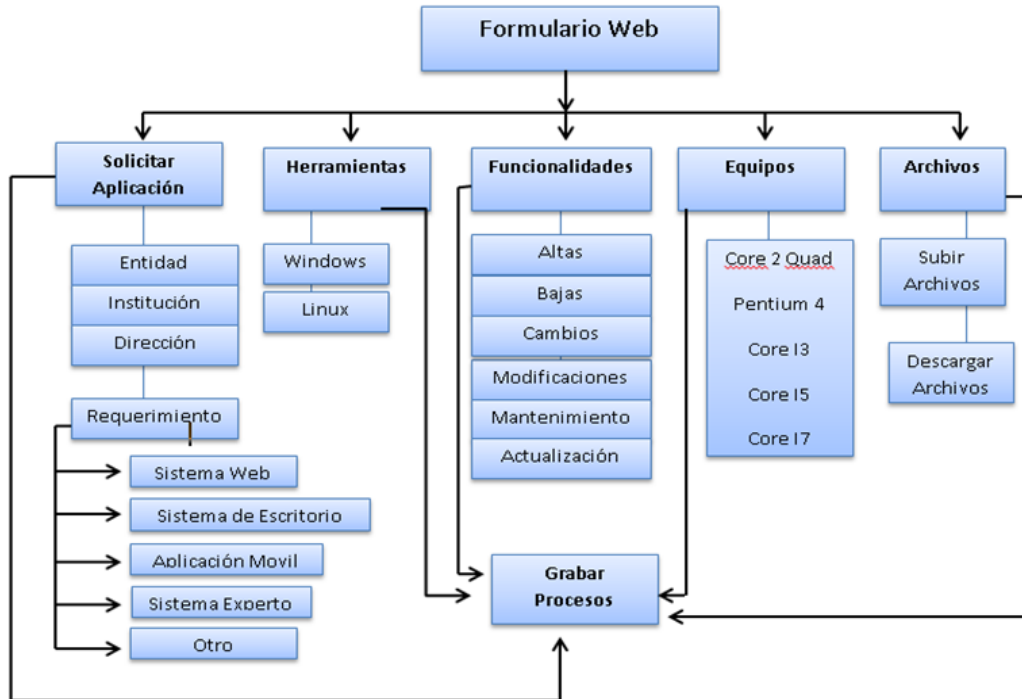 Formulario Web
Solicitar
Aplicación
Entidad
Institución
Dirección
Requerimiento
Sistema Web
Sistema de Escritorio
Aplicación Movil
Sistema Experto
Otro
Herramientas
Windows
Linux
Funcionalidades
Altas
Bajas
Cambios
Modificaciones
Mantenimiento
Actualización
Equipos
Core 2 Quad
Pentium 4
Core I3
Core I5
Core I7
Archivos
Subir
Archivos
Descargar
Archivos
Grabar
Procesos